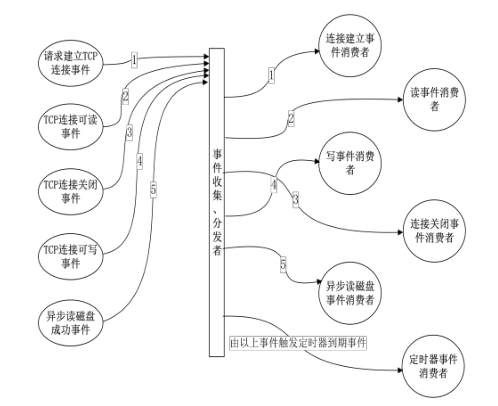 请求建立TCP
连接事件
TCP连接可读
事件
TCP连接关闭
事件
TCP连接可写
事件
异步读磁盘
成功事件
1
2
3
4
5
事件收集、分发者
1
2
4
3
5
由以上事件触发定时器到期事件
连接建立事
件消费者
读事件消费
者
写事件消费
者
连接关闭事
件消费者
异步读磁盘
事件消费者
定时器事件
消费者